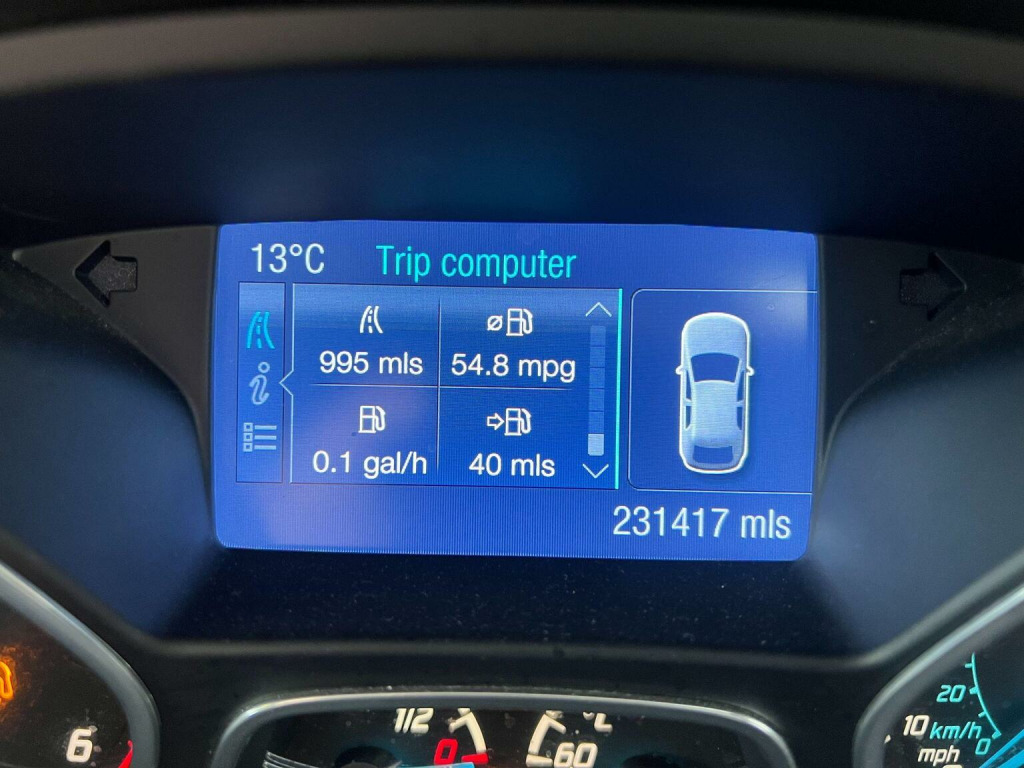 13°C Trip computer
995 mls 54.8 mpg
0.1 gal/h 40 mls
231417 mls
6
1/2 0
60 °C
20
10 km/h 0
mph